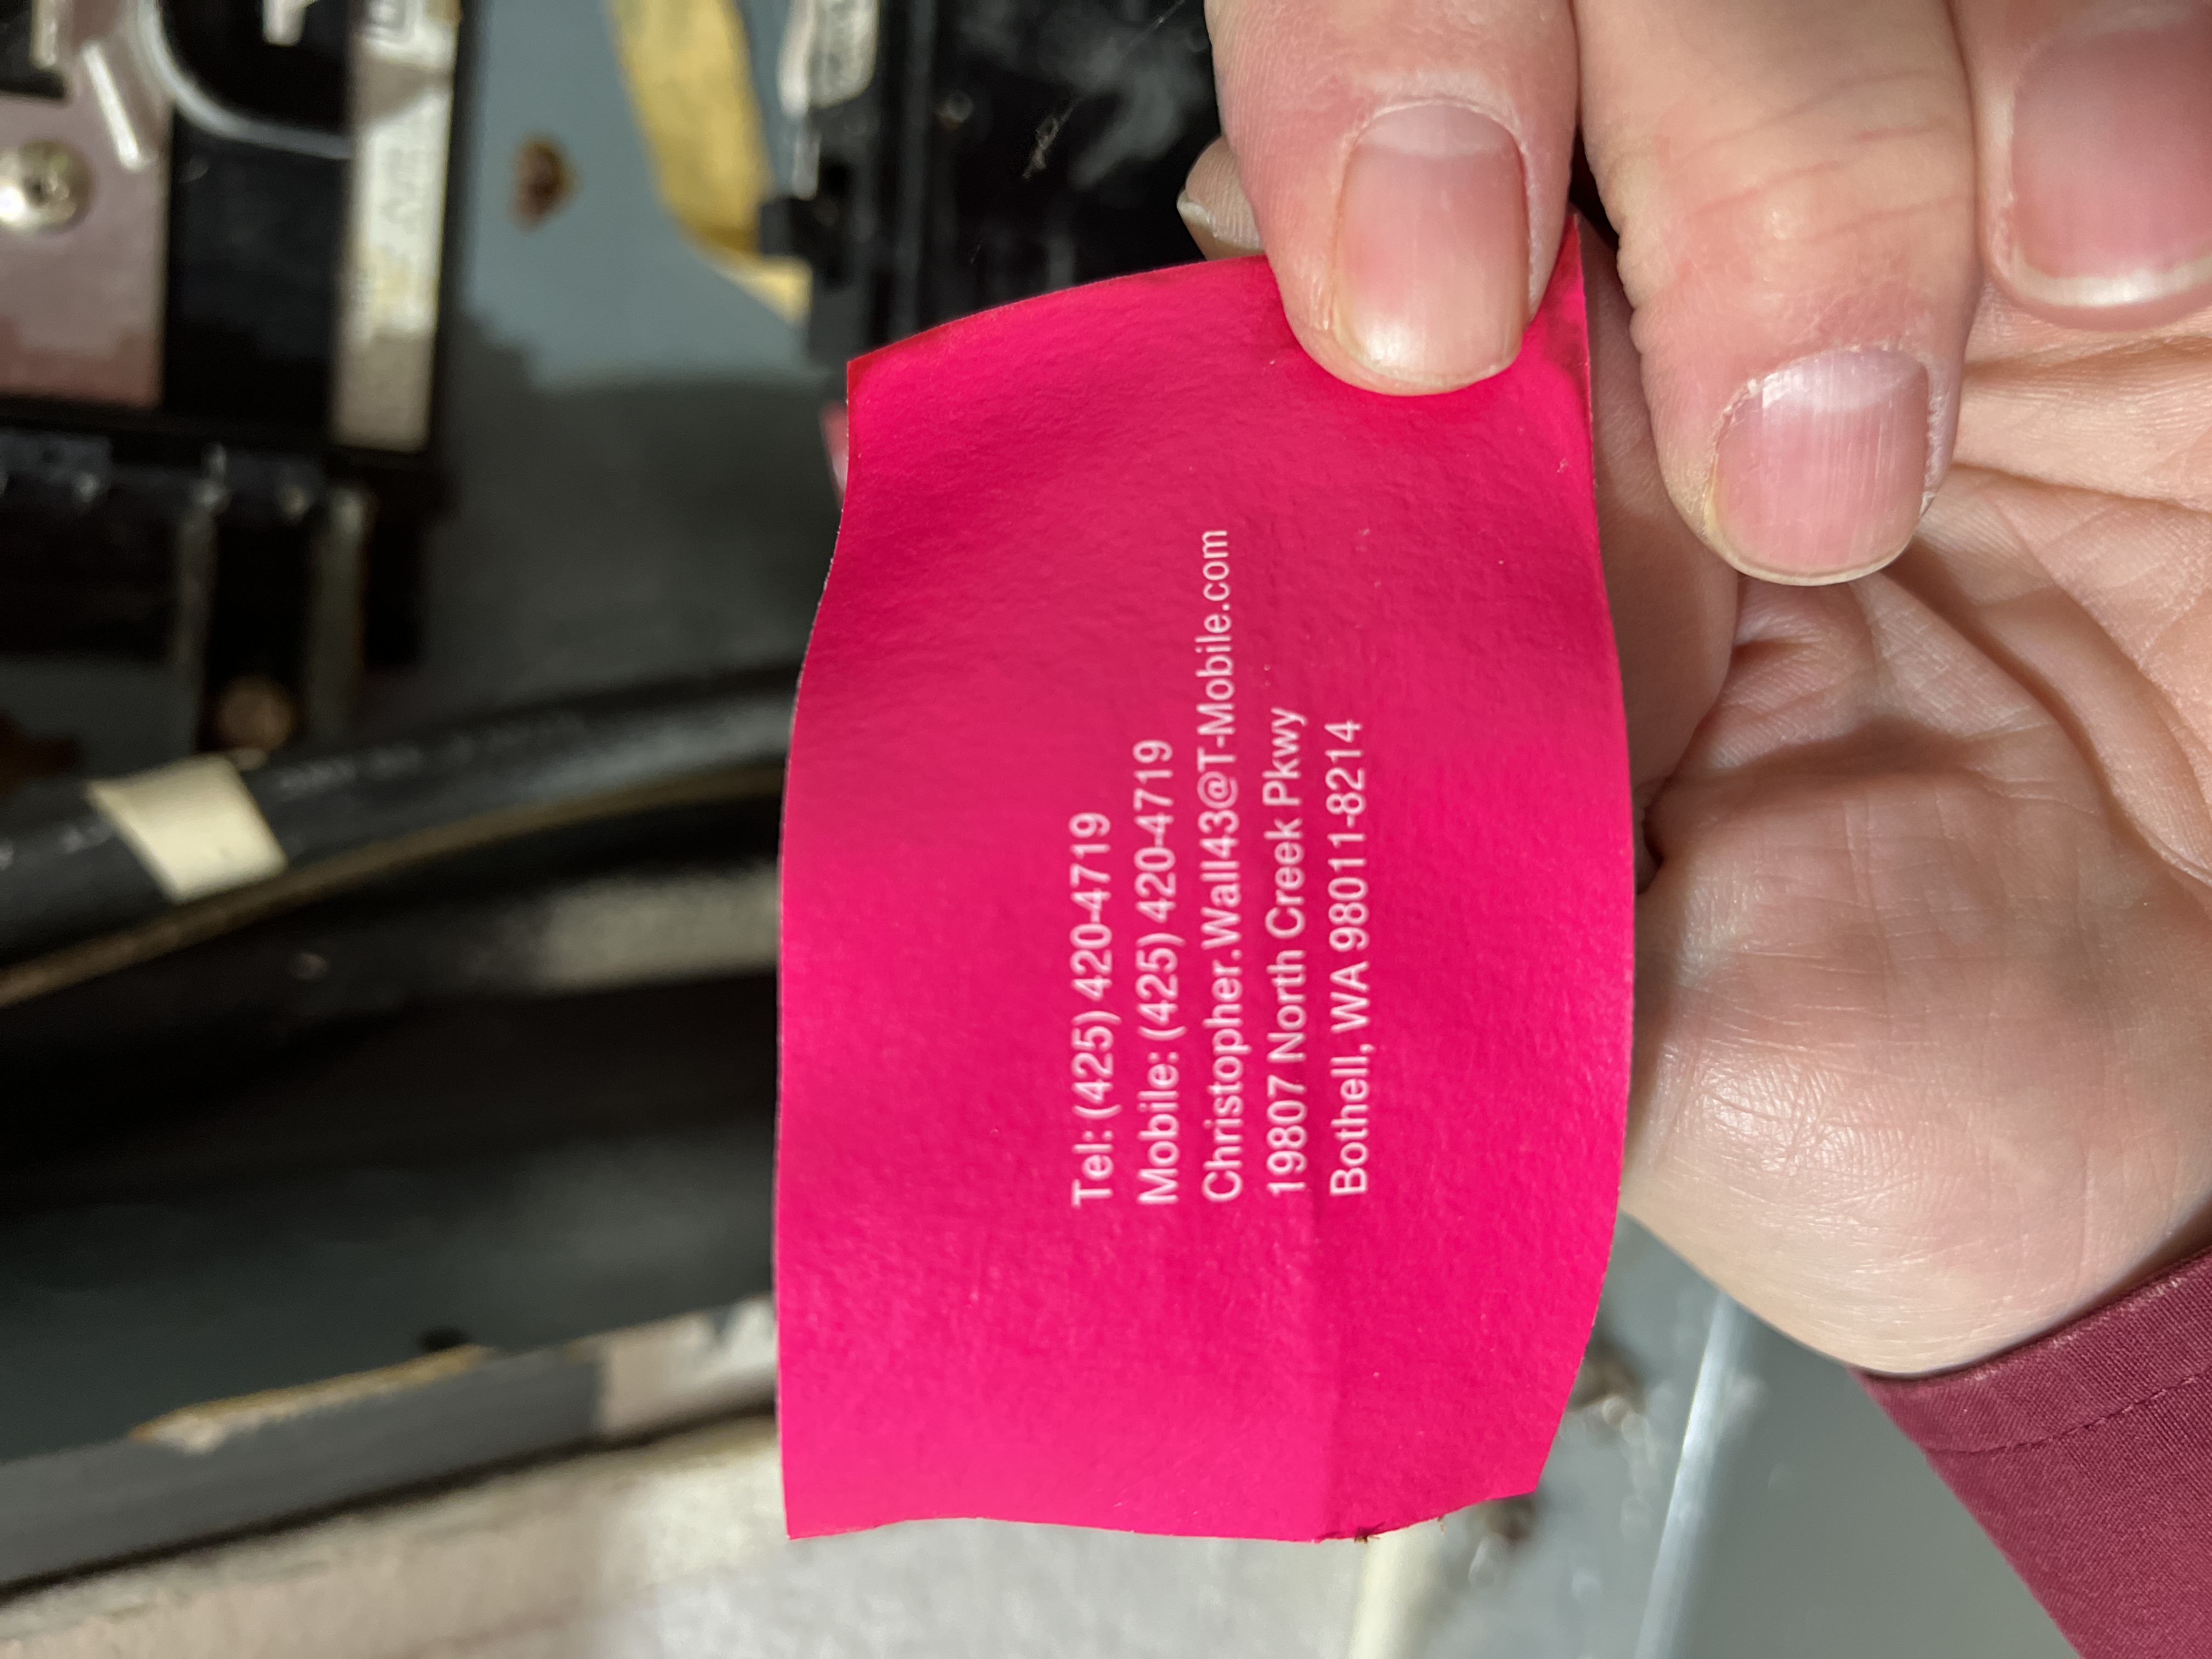 Tel: (425) 420-4719
Mobile: (425) 420-4719
Christopher.Wall43@T-Mobile.com
19807 North Creek Pkwy
Bothell, WA 98011-8214